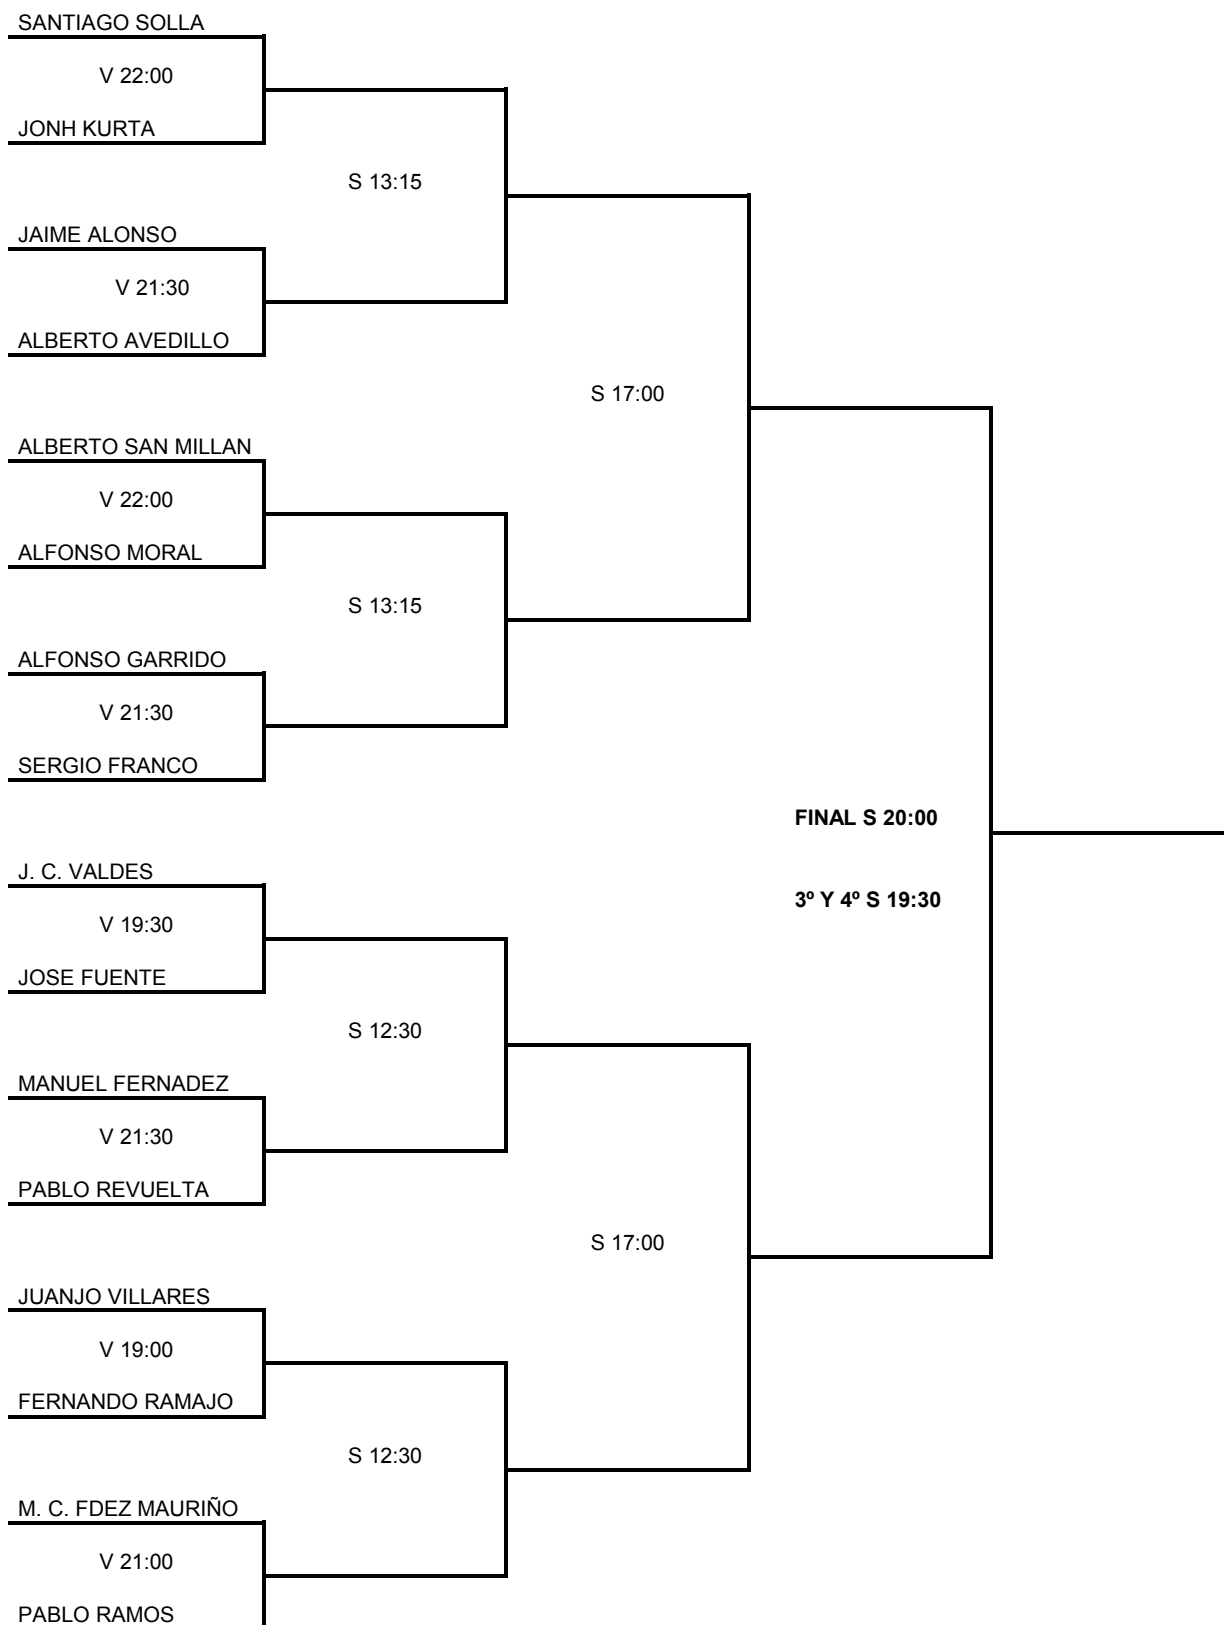 SANTIAGO SOLLA
V 22:00
JONH KURTA
S 13:15
JAIME ALONSO
V 21:30
ALBERTO AVEDILLO
S 17:00
ALBERTO SAN MILLAN
V 22:00
ALFONSO MORAL
S 13:15
ALFONSO GARRIDO
V 21:30
SERGIO FRANCO
FINAL S 20:00
J. C. VALDES
3º Y 4º S 19:30
V 19:30
JOSE FUENTE
S 12:30
MANUEL FERNADEZ
V 21:30
PABLO REVUELTA
S 17:00
JUANJO VILLARES
V 19:00
FERNANDO RAMAJO
S 12:30
M. C. FDEZ MAURIÑO
V 21:00
PABLO RAMOS